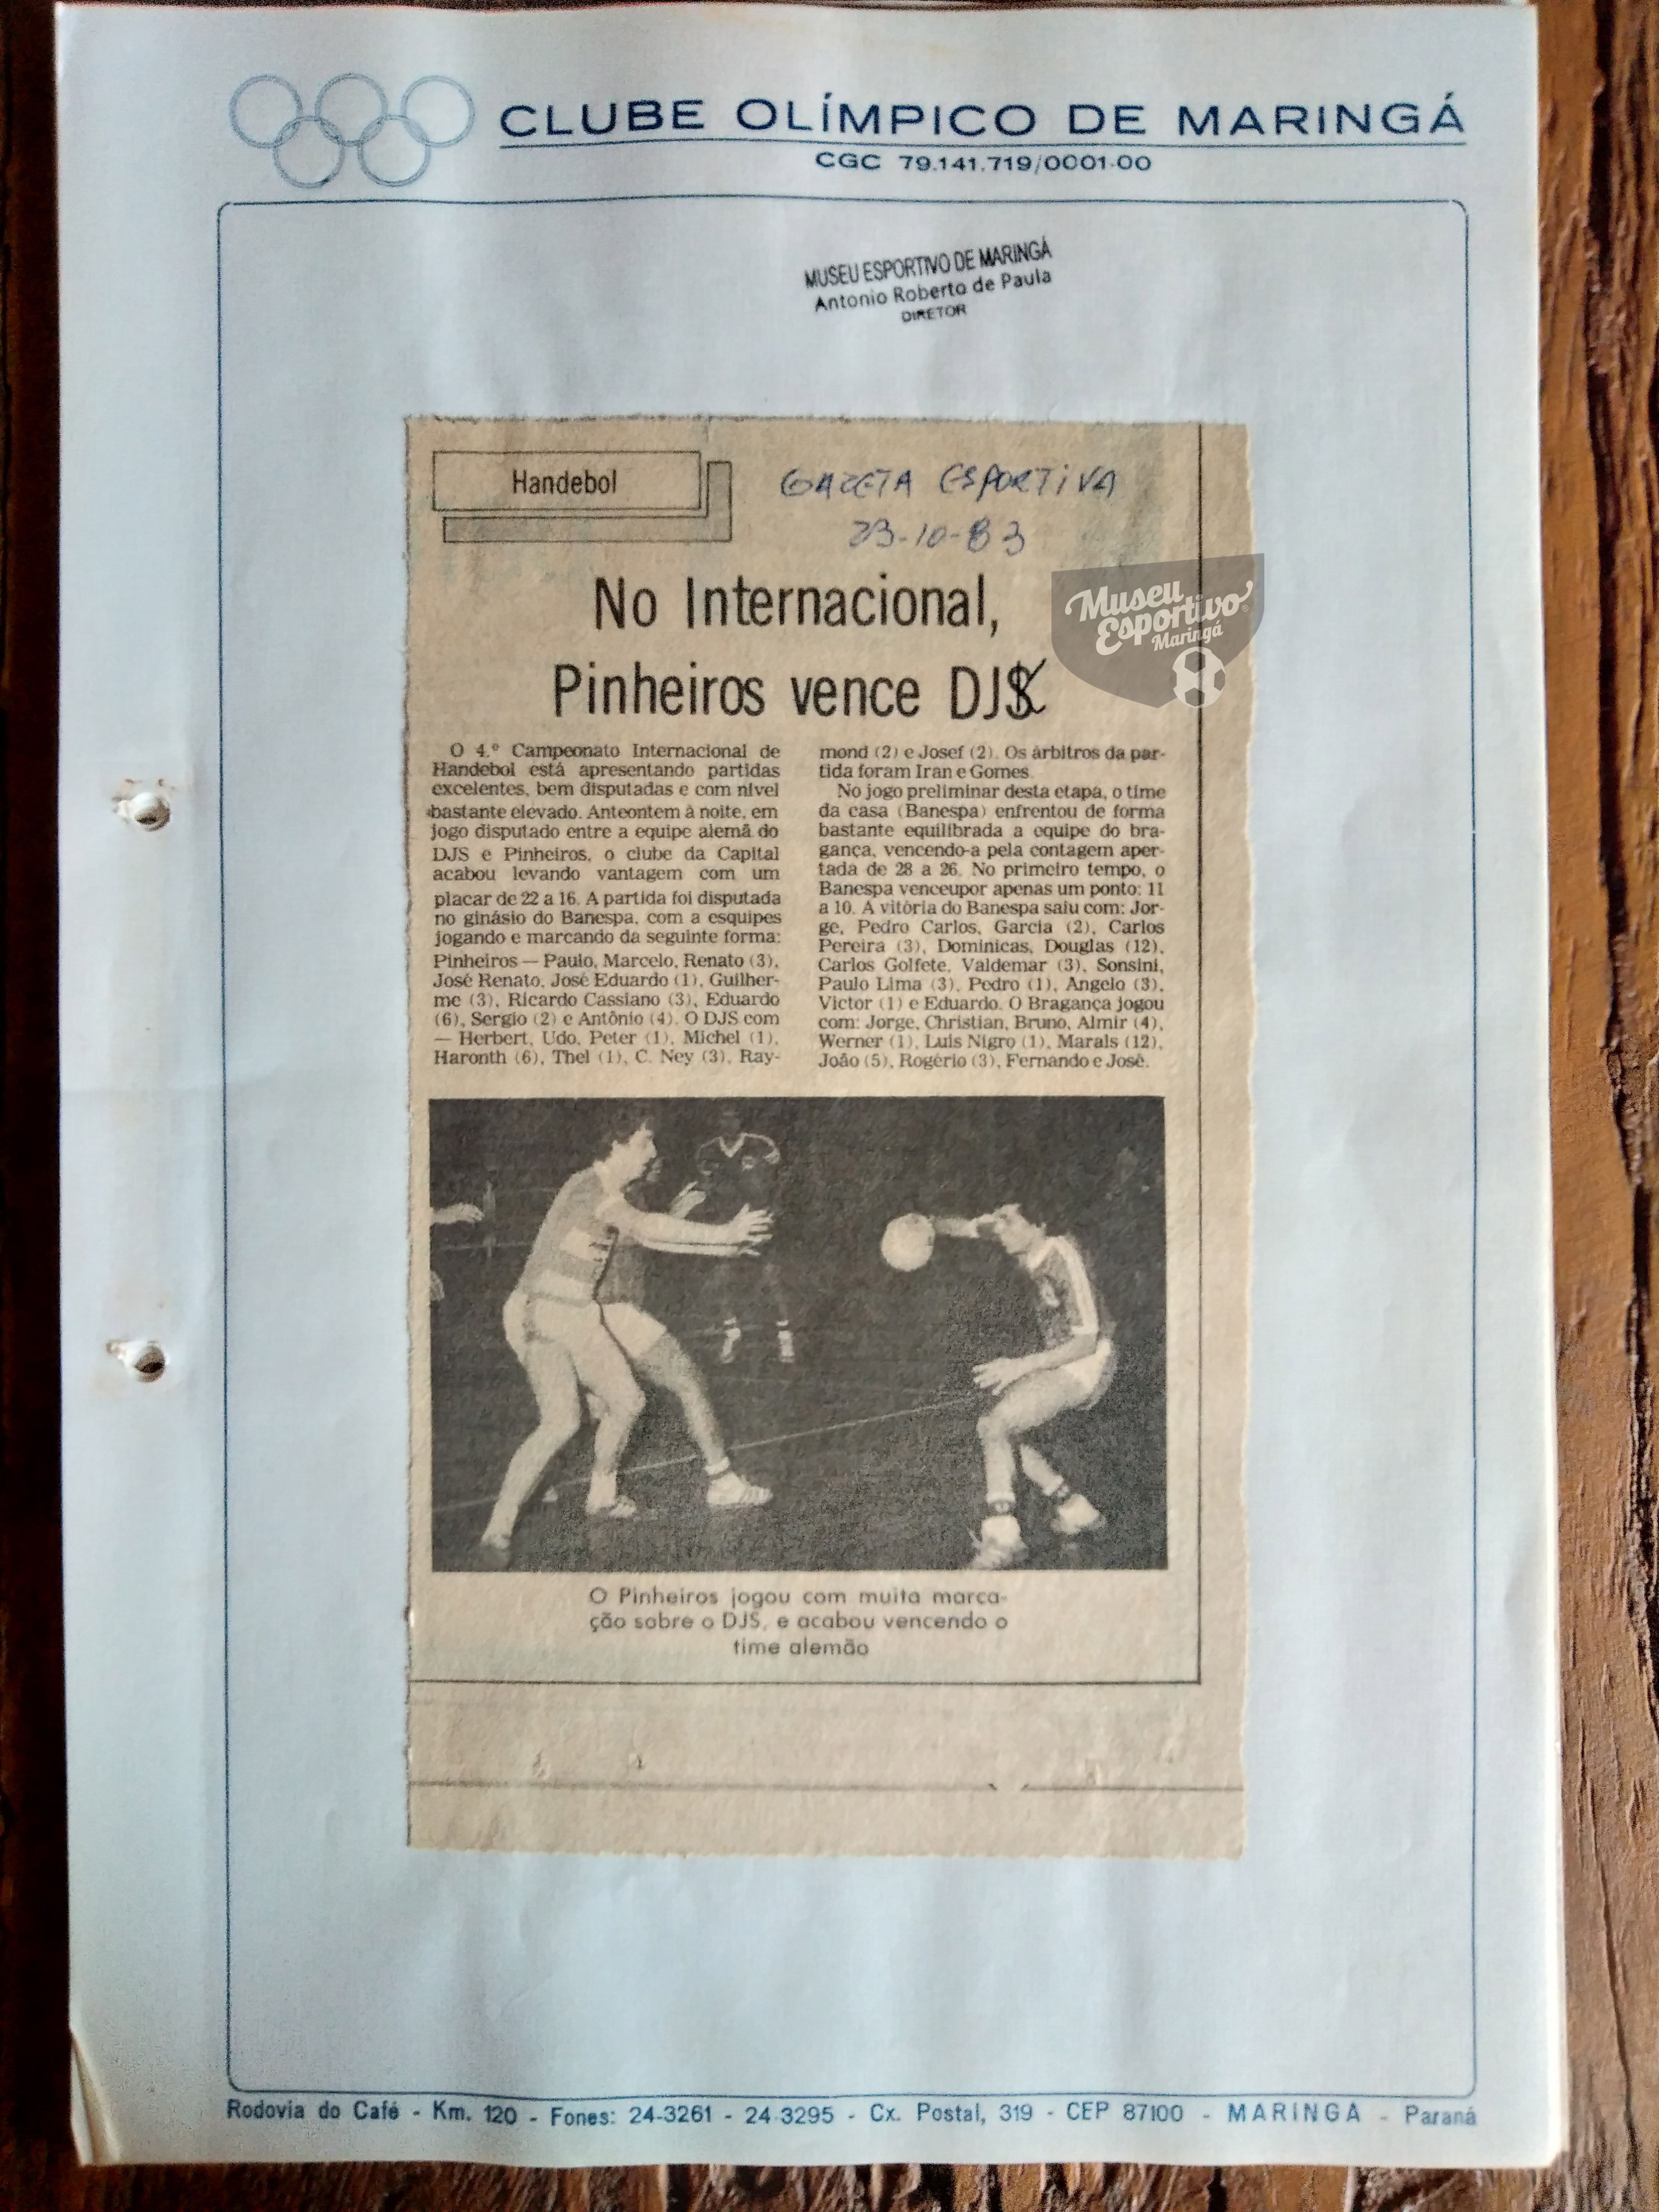 CLUBE OLÍMPICO DE MARINGÁ
CGC 79.141.719/0001-00
MUSEU ESPORTIVO DE MARINGÁ
Antonio Roberto de Paula
DIRETOR
Handebol
GAZETA ESPORTIVA
23-10-83
Museu
Esportivo
Maringá
No Internacional,
Pinheiros vence DJK
O 4.º Campeonato Internacional de
Handebol está apresentando partidas
excelentes, bem disputadas e com nível
bastante elevado. Anteontem à noite, em
jogo disputado entre a equipe alemã do
DJS e Pinheiros, o clube da Capital
acabou levando vantagem com um
placar de 22 a 16. A partida foi disputada
no ginásio do Banespa, com a esquipes
jogando e marcando da seguinte forma:
Pinheiros — Paulo, Marcelo, Renato (3),
José Renato, José Eduardo (1), Guilher-
me (3), Ricardo Cassiano (3), Eduardo
(6), Sergio (2) e Antônio (4). O DJS com
— Herbert, Udo, Peter (1), Michel (1),
Haronth (6), Thel (1), C. Ney (3), Ray-
mond (2) e Josef (2). Os árbitros da par-
tida foram Iran e Gomes.
No jogo preliminar desta etapa, o time
da casa (Banespa) enfrentou de forma
bastante equilibrada a equipe do bra-
gança, vencendo-a pela contagem aper-
tada de 28 a 26. No primeiro tempo, o
Banespa venceupor apenas um ponto: 11
a 10. A vitória do Banespa saiu com: Jor-
ge, Pedro Carlos, Garcia (2), Carlos
Pereira (3), Dominicas, Douglas (12),
Carlos Golfete, Valdemar (3), Sonsini,
Paulo Lima (3), Pedro (1), Angelo (3),
Victor (1) e Eduardo. O Bragança jogou
com: Jorge, Christian, Bruno, Almir (4),
Werner (1), Luis Nigro (1), Marals (12),
João (5), Rogério (3), Fernando e José.
O Pinheiros jogou com muita marca-
ção sobre o DJS, e acabou vencendo o
time alemão
Rodovia do Café - Km. 120 - Fones: 24-3261 - 24-3295 - Cx. Postal, 319 - CEP 87100 - MARINGÁ - Paraná